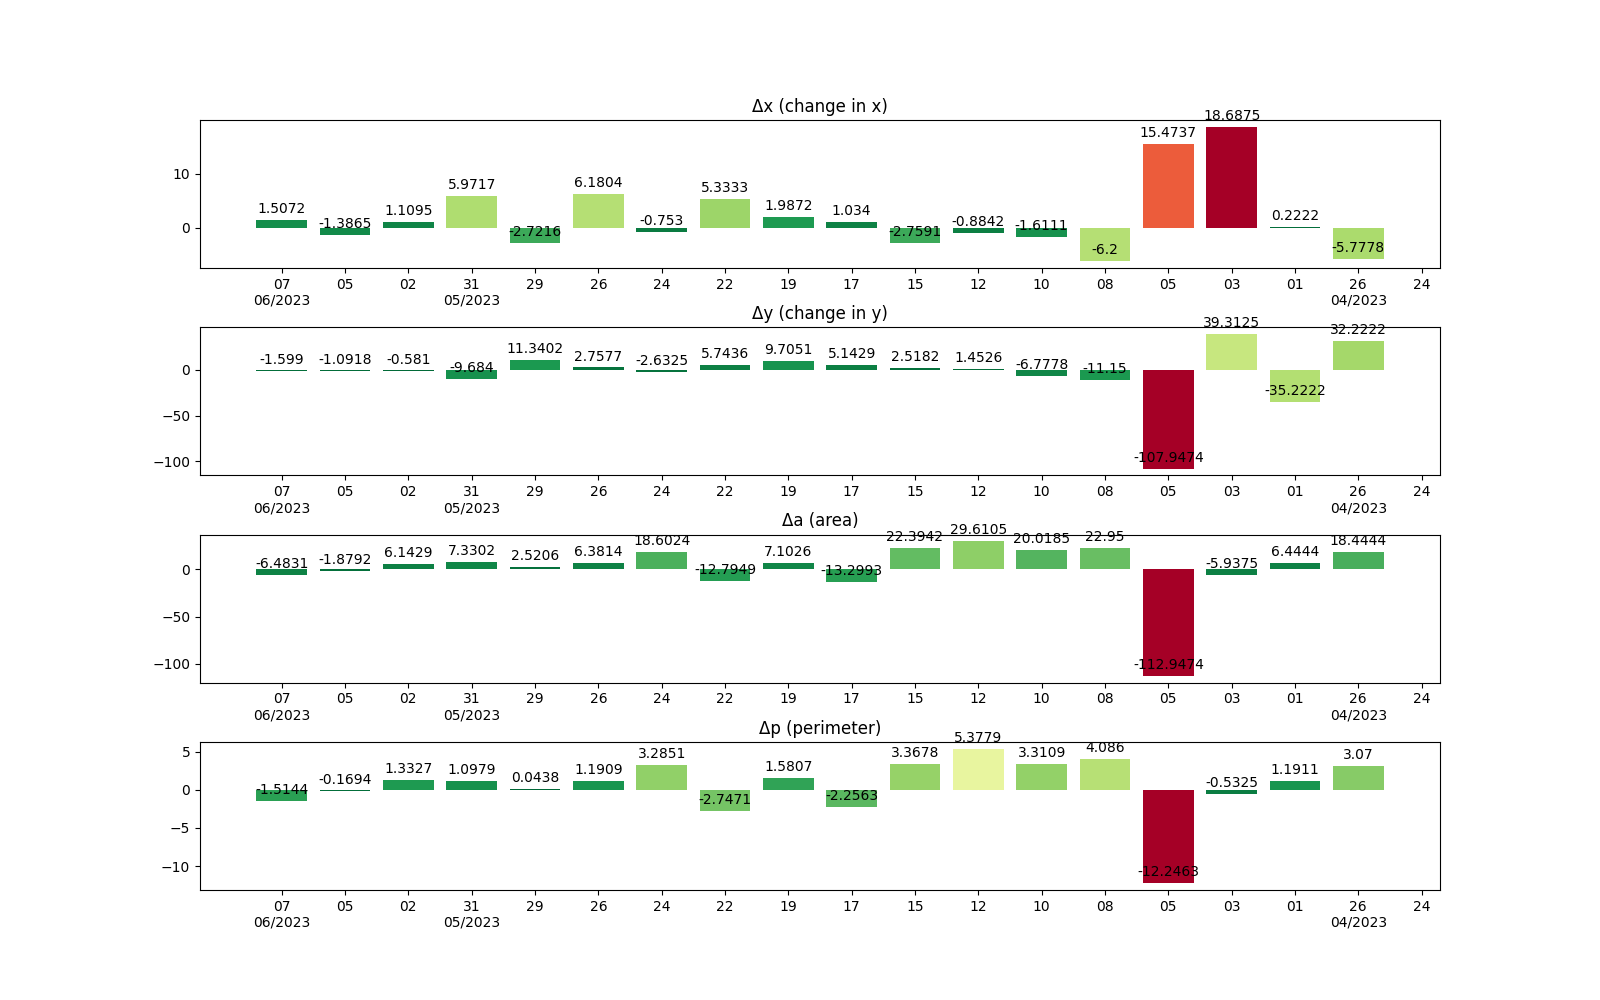 Δx (change in x)
1.5072 -1.3865 1.1095 5.9717 -2.7216 6.1804 -0.753 5.3333 1.9872 1.034 -2.7591 -0.8842 -1.6111 -6.2 15.4737 18.6875 0.2222 -5.7778
10
0
07 05 02 31 29 26 24 22 19 17 15 12 10 08 05 03 01 26 24
06/2023 05/2023 04/2023
Δy (change in y)
-1.599 -1.0918 -0.581 -9.684 11.3402 2.7577 -2.6325 5.7436 9.7051 5.1429 2.5182 1.4526 -6.7778 -11.15 -107.9474 39.3125 -35.2222 32.2222
0
−50
−100
07 05 02 31 29 26 24 22 19 17 15 12 10 08 05 03 01 26 24
06/2023 05/2023 04/2023
Δa (area)
-6.4831 -1.8792 6.1429 7.3302 2.5206 6.3814 18.6024 -12.7949 7.1026 -13.2993 22.3942 29.6105 20.0185 22.95 -112.9474 -5.9375 6.4444 18.4444
0
−50
−100
07 05 02 31 29 26 24 22 19 17 15 12 10 08 05 03 01 26 24
06/2023 05/2023 04/2023
Δp (perimeter)
-1.5144 -0.1694 1.3327 1.0979 0.0438 1.1909 3.2851 -2.7471 1.5807 -2.2563 3.3678 5.3779 3.3109 4.086 -12.2463 -0.5325 1.1911 3.07
5
0
−5
−10
07 05 02 31 29 26 24 22 19 17 15 12 10 08 05 03 01 26 24
06/2023 05/2023 04/2023